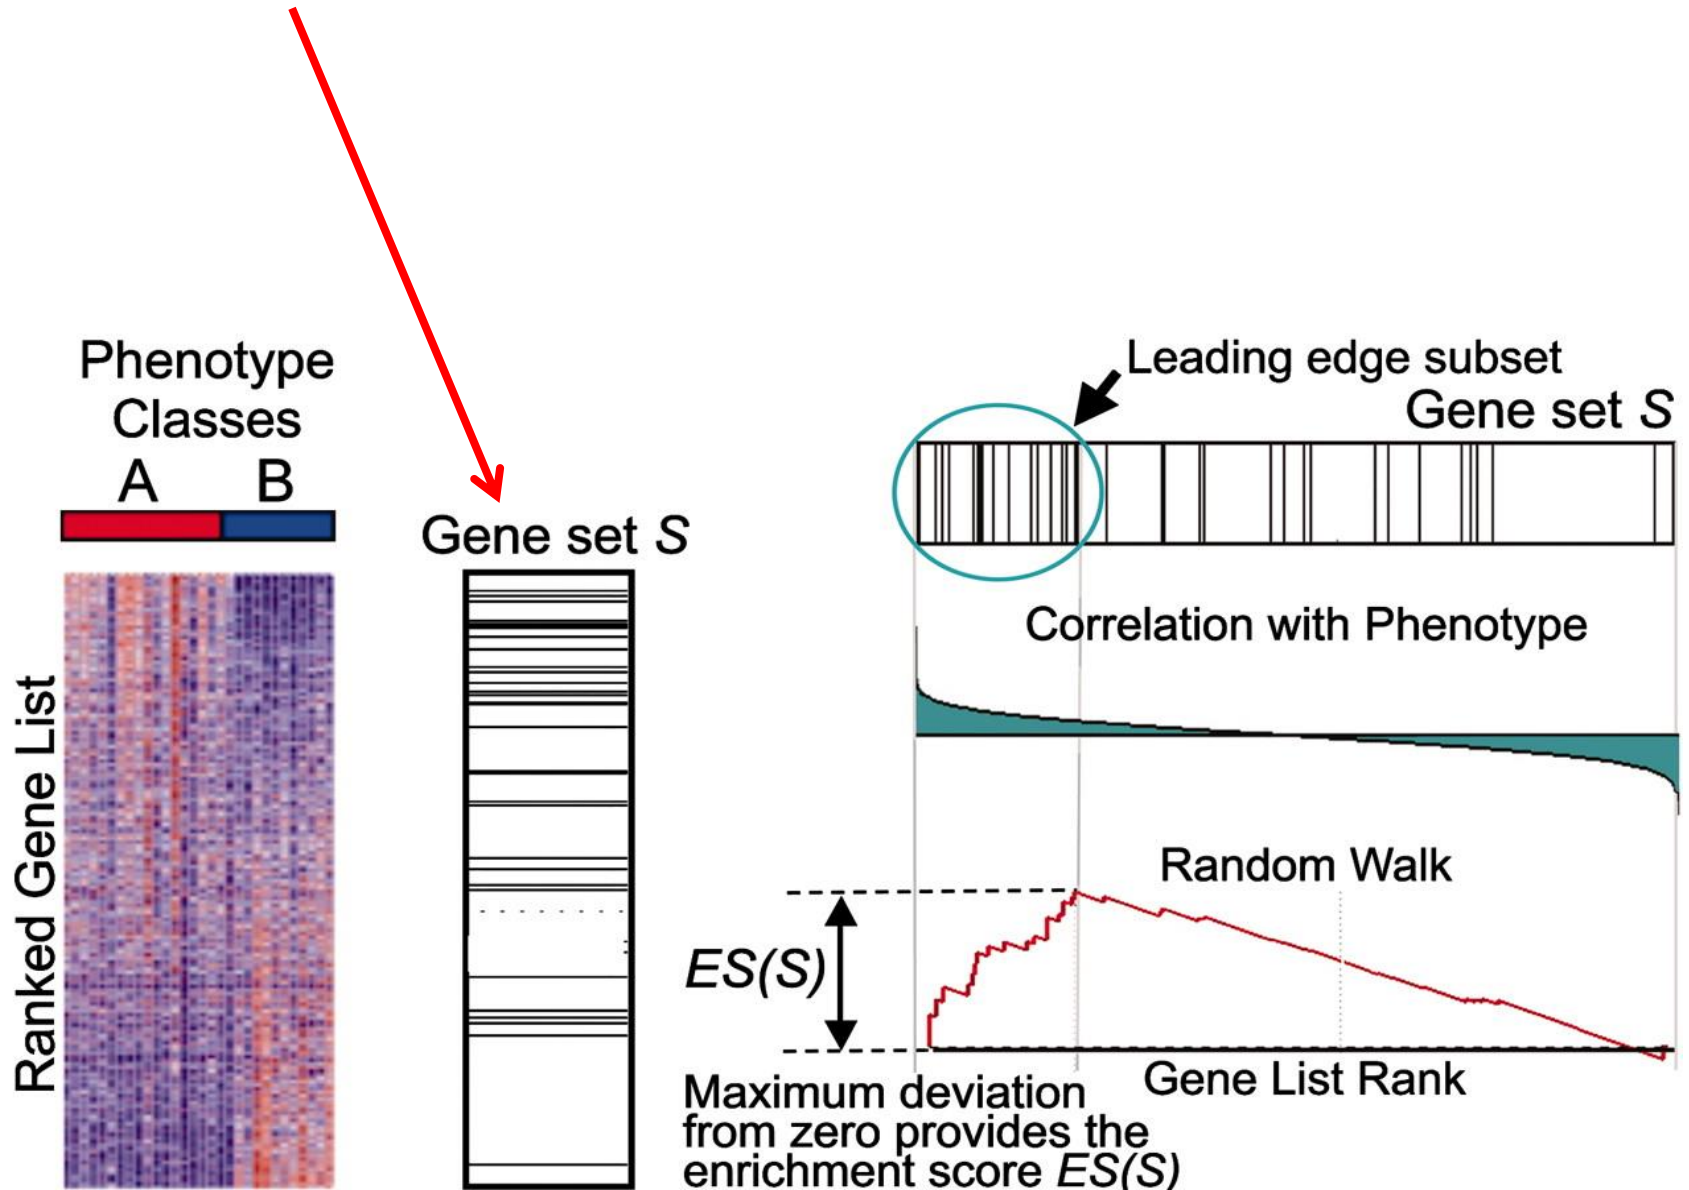 Phenotype
Classes
A B
Ranked Gene List
Gene set S
Leading edge subset
Gene set S
Correlation with Phenotype
Random Walk
ES(S)
Gene List Rank
Maximum deviation
from zero provides the
enrichment score ES(S)